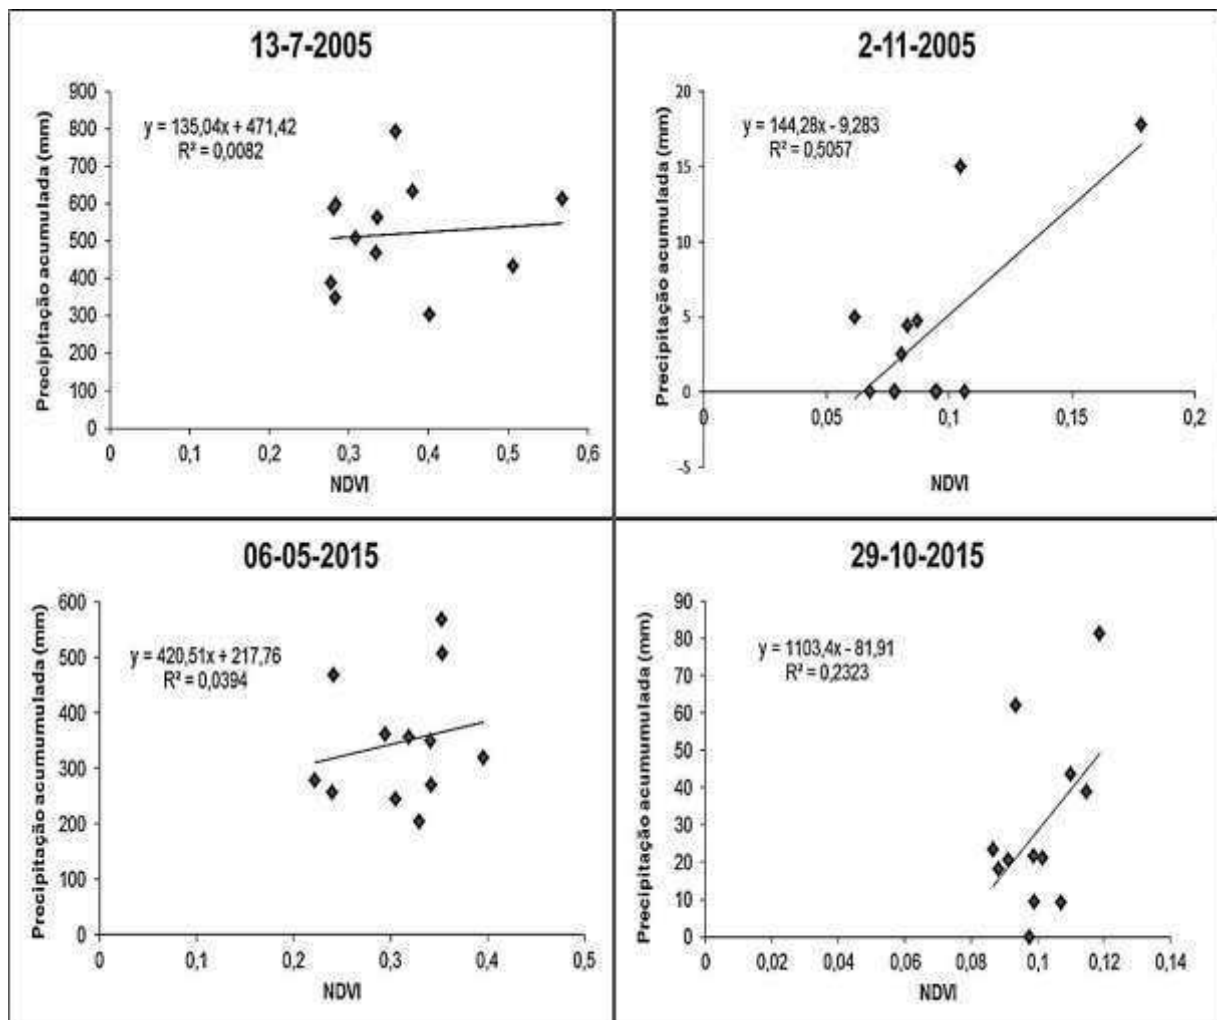 13-7-2005
Precipitação acumulada (mm)
900
800
700
600
500
400
300
200
100
0
y = 135,04x + 471,42
R² = 0,0082
0 0,1 0,2 0,3 0,4 0,5 0,6
NDVI
2-11-2005
Precipitação acumulada (mm)
20
15
10
5
0
-5
y = 144,28x - 9,283
R² = 0,5057
0 0,05 0,1 0,15 0,2
NDVI
06-05-2015
Precipitação acumumulada (mm)
600
500
400
300
200
100
0
y = 420,51x + 217,76
R² = 0,0394
0 0,1 0,2 0,3 0,4 0,5
NDVI
29-10-2015
Precipitação acumumulada (mm)
90
80
70
60
50
40
30
20
10
0
y = 1103,4x - 81,91
R² = 0,2323
0 0,02 0,04 0,06 0,08 0,1 0,12 0,14
NDVI